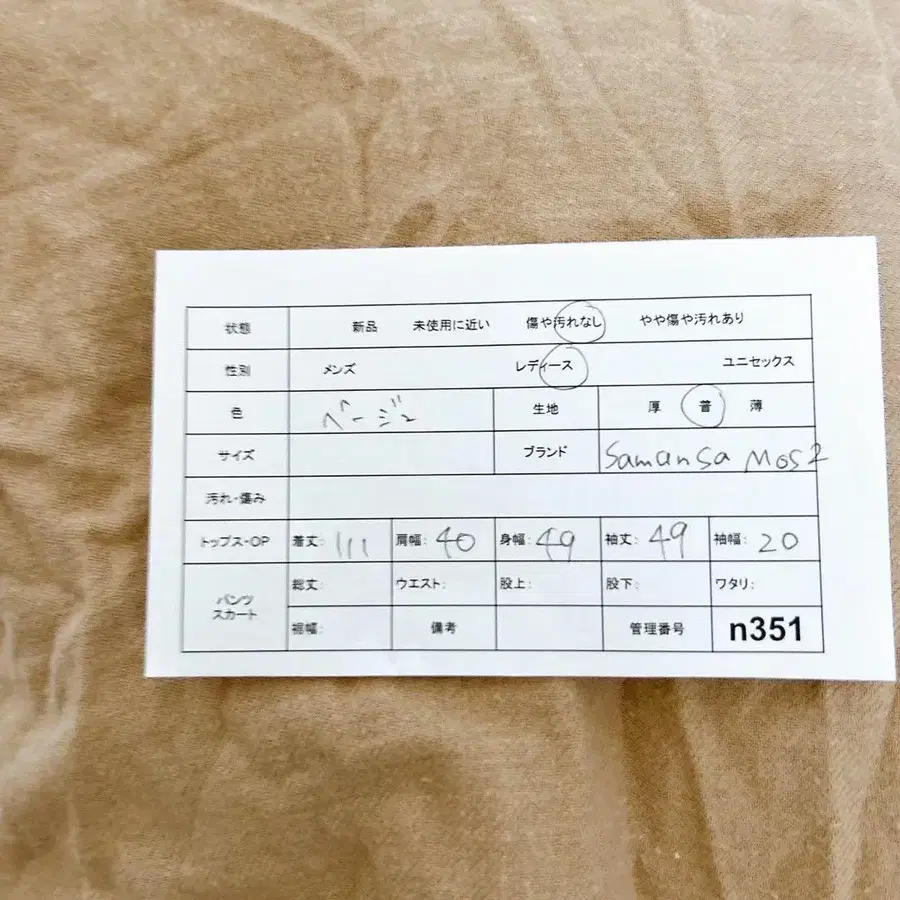 状態 新品 未使用に近い 傷や汚れなし やや傷や汚れあり
性別 メンズ レディース ユニセックス
色 ベージュ 生地 厚 普 薄
サイズ ブランド Samansa Mos2
汚れ・傷み
トップス・OP 着丈: 111 肩幅: 40 身幅: 49 袖丈: 49 袖幅: 20
パンツ スカート 総丈: ウエスト: 股上: 股下: ワタリ:
裾幅: 備考 管理番号 n351